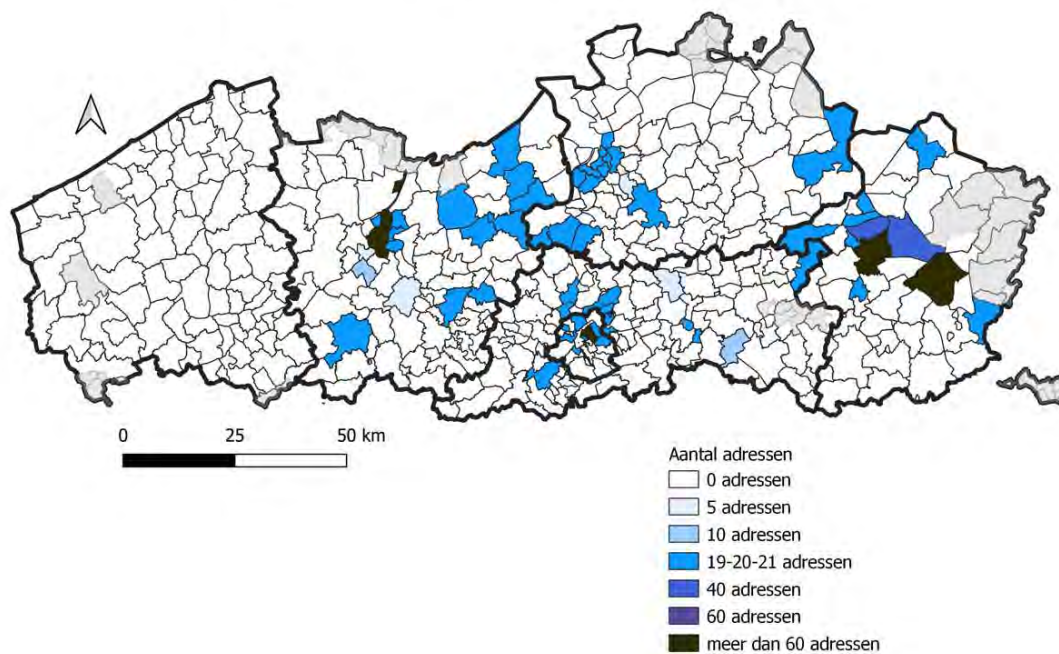 0 25 50 km
Aantal adressen
0 adressen
5 adressen
10 adressen
19-20-21 adressen
40 adressen
60 adressen
meer dan 60 adressen